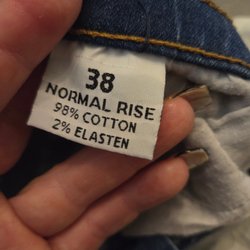 38
NORMAL RISE
98% COTTON
2% ELASTEN